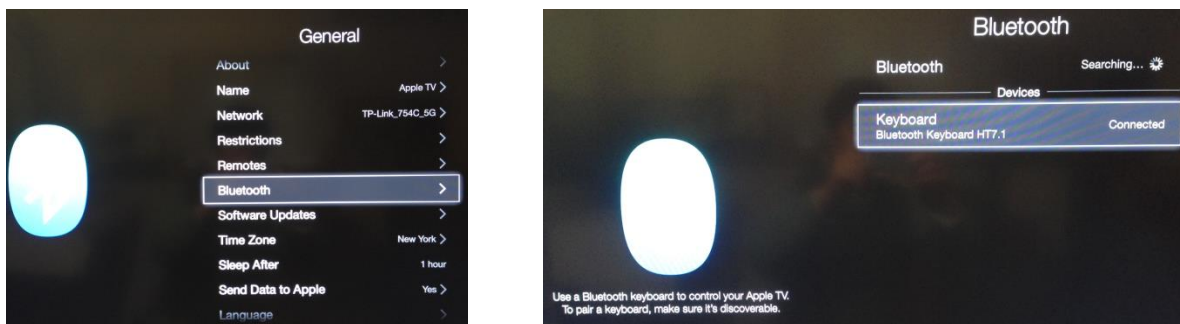 General
About
Name Apple TV
Network TP-Link_754C_5G
Restrictions
Remotes
Bluetooth
Software Updates
Time Zone New York
Sleep After 1 hour
Send Data to Apple Yes
Language
Bluetooth
Bluetooth Searching...
Devices
Keyboard
Bluetooth Keyboard HT7.1 Connected
Use a Bluetooth keyboard to control your Apple TV.
To pair a keyboard, make sure it's discoverable.